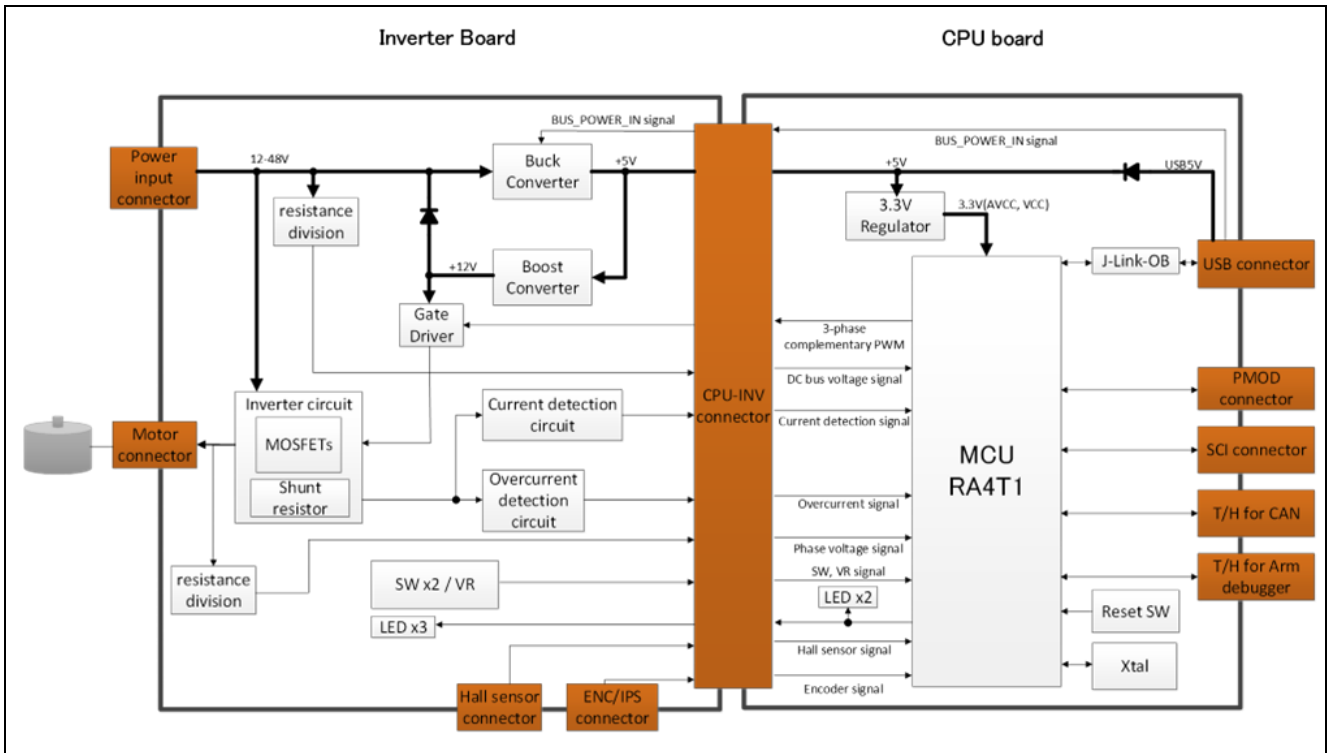 Inverter Board
CPU board
BUS_POWER_IN signal
BUS_POWER_IN signal
Power
input
connector
12-48V
Buck
Converter
+5V
+5V
USB5V
resistance
division
3.3V
Regulator
3.3V(AVCC, VCC)
+12V
Boost
Converter
J-Link-OB
USB connector
Gate
Driver
3-phase
complementary PWM
DC bus voltage signal
CPU-INV
connector
PMOD
connector
Inverter circuit
MOSFETs
Shunt
resistor
Current detection
circuit
Current detection signal
Motor
connector
MCU
RA4T1
SCI connector
Overcurrent
detection
circuit
Overcurrent signal
T/H for CAN
Phase voltage signal
resistance
division
SW x2 / VR
SW, VR signal
T/H for Arm
debugger
LED x2
Reset SW
LED x3
Hall sensor signal
Xtal
Encoder signal
Hall sensor
connector
ENC/IPS
connector